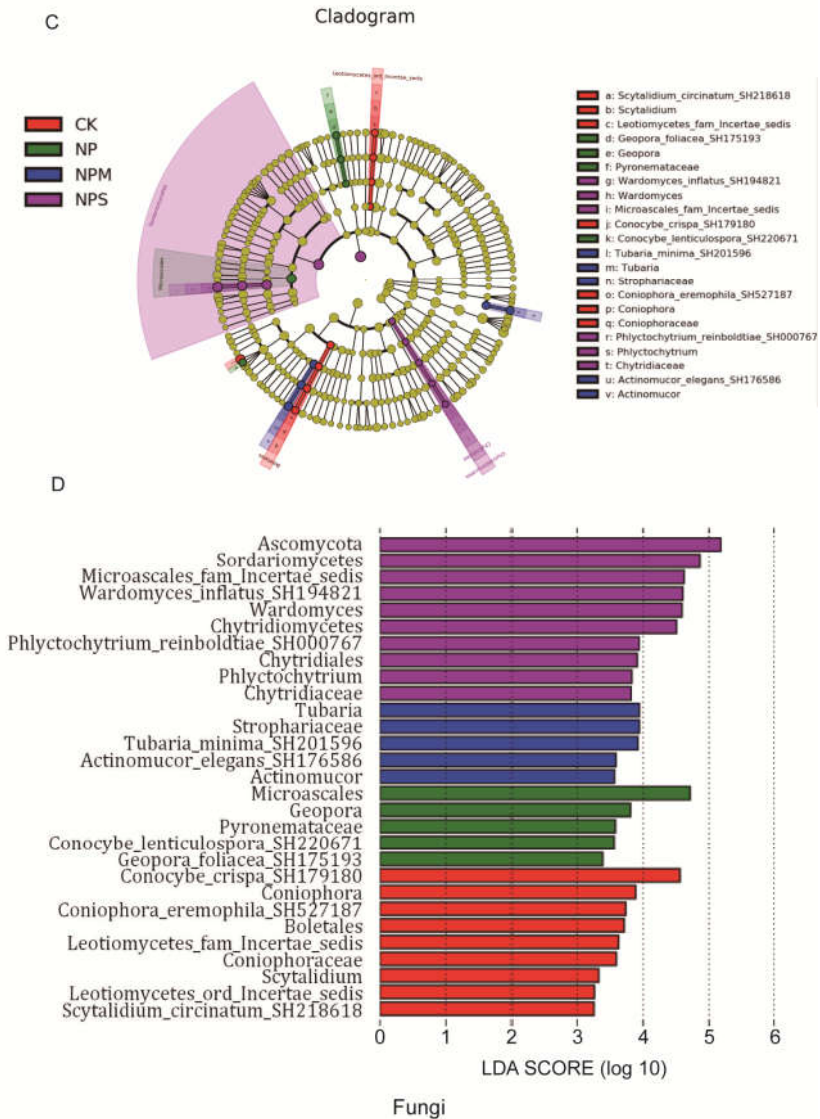 C
Cladogram
CK
NP
NPM
NPS
Leotiomycetes_ord_Incertae_sedis
a: Scytalidium_circinatum_SH218618
b: Scytalidium
c: Leotiomycetes_fam_Incertae_sedis
d: Geopora_foliacea_SH175193
e: Geopora
f: Pyronemataceae
g: Wardomyces_inflatus_SH194821
h: Wardomyces
i: Microascales_fam_Incertae_sedis
j: Conocybe_crispa_SH179180
k: Conocybe_lenticulospora_SH220671
l: Tubaria_minima_SH201596
m: Tubaria
n: Strophariaceae
o: Coniophora_eremophila_SH527187
p: Coniophora
q: Coniophoraceae
r: Phlyctochytrium_reinboldtiae_SH000767
s: Phlyctochytrium
t: Chytridiaceae
u: Actinomucor_elegans_SH176586
v: Actinomucor
D
Ascomycota
Sordariomycetes
Microascales_fam_Incertae_sedis
Wardomyces_inflatus_SH194821
Wardomyces
Chytridiomycetes
Phlyctochytrium_reinboldtiae_SH000767
Chytridiales
Phlyctochytrium
Chytridiaceae
Tubaria
Strophariaceae
Tubaria_minima_SH201596
Actinomucor_elegans_SH176586
Actinomucor
Microascales
Geopora
Pyronemataceae
Conocybe_lenticulospora_SH220671
Geopora_foliacea_SH175193
Conocybe_crispa_SH179180
Coniophora
Coniophora_eremophila_SH527187
Boletales
Leotiomycetes_fam_Incertae_sedis
Coniophoraceae
Scytalidium
Leotiomycetes_ord_Incertae_sedis
Scytalidium_circinatum_SH218618
0 1 2 3 4 5 6
LDA SCORE (log 10)
Fungi